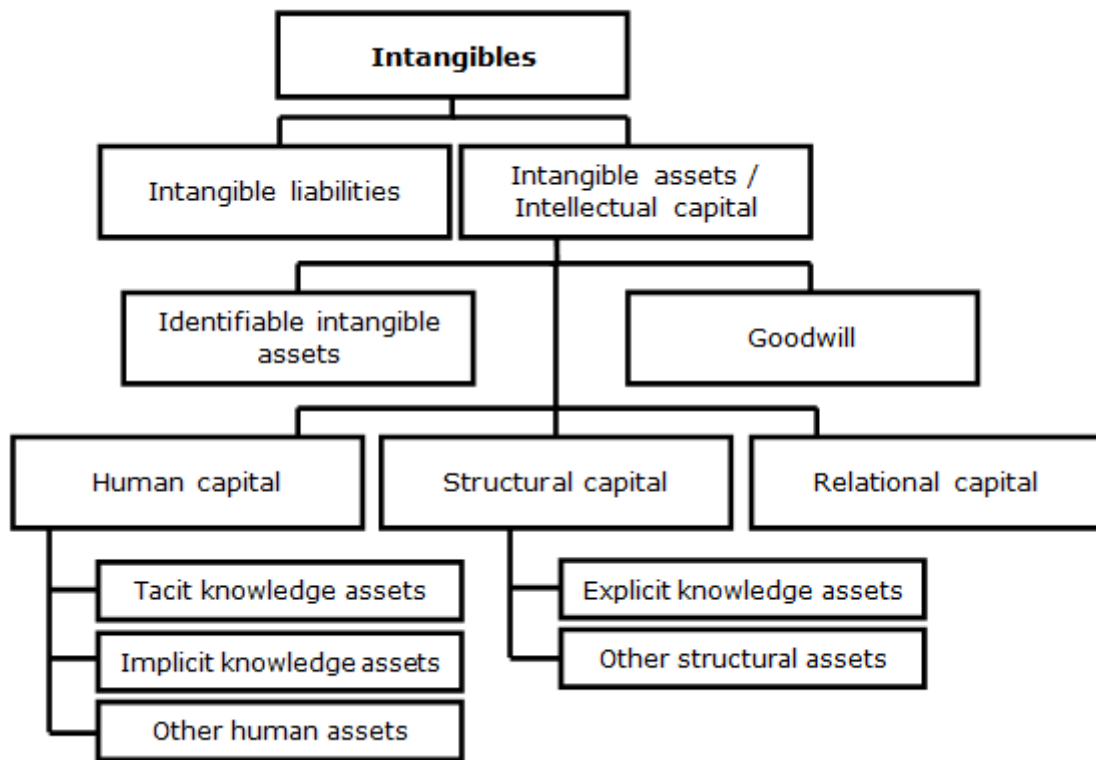 Intangibles
Intangible liabilities
Intangible assets /
Intellectual capital
Identifiable intangible
assets
Goodwill
Human capital
Structural capital
Relational capital
Tacit knowledge assets
Implicit knowledge assets
Other human assets
Explicit knowledge assets
Other structural assets